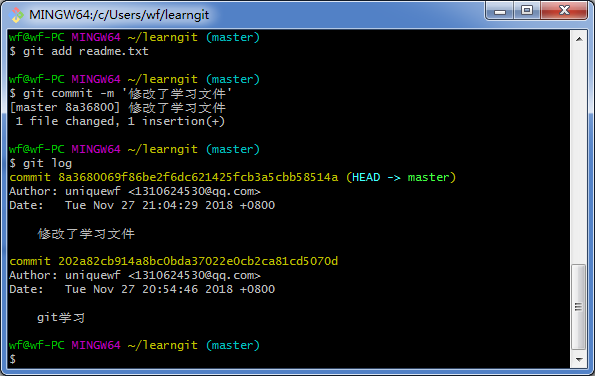 MINGW64:/c/Users/wf/learngit
wf@wf-PC MINGW64 ~/learngit (master)
$ git add readme.txt
wf@wf-PC MINGW64 ~/learngit (master)
$ git commit -m '修改了学习文件'
[master 8a36800] 修改了学习文件
 1 file changed, 1 insertion(+)
wf@wf-PC MINGW64 ~/learngit (master)
$ git log
commit 8a3680069f86be2f6dc621425fcb3a5cbb58514a (HEAD -> master)
Author: uniquewf <1310624530@qq.com>
Date:   Tue Nov 27 21:04:29 2018 +0800
    修改了学习文件
commit 202a82cb914a8bc0bda37022e0cb2ca81cd5070d
Author: uniquewf <1310624530@qq.com>
Date:   Tue Nov 27 20:54:46 2018 +0800
    git学习
wf@wf-PC MINGW64 ~/learngit (master)
$